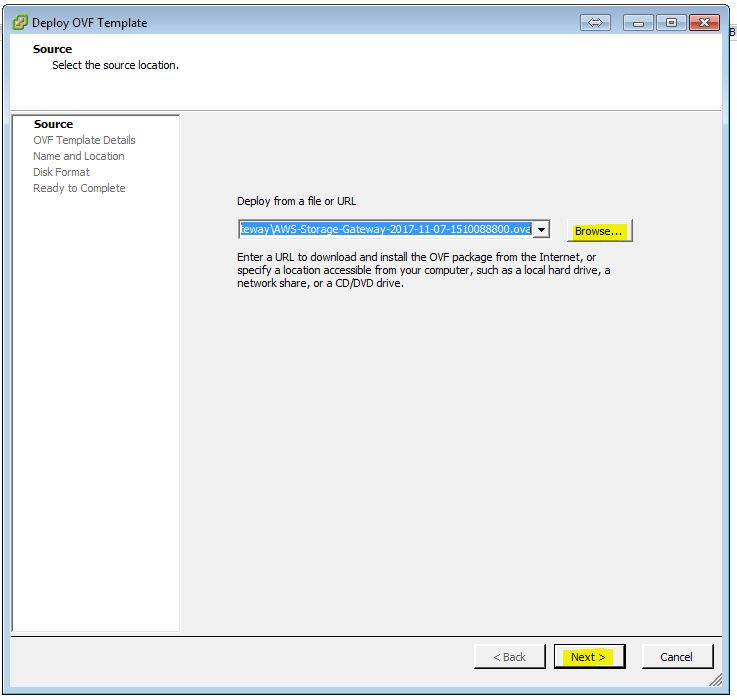 Deploy OVF Template
Source
Select the source location.
Source
OVF Template Details
Name and Location
Disk Format
Ready to Complete
Deploy from a file or URL
teway\AWS-Storage-Gateway-2017-11-07-1510088800.ova
Browse...
Enter a URL to download and install the OVF package from the Internet, or
specify a location accessible from your computer, such as a local hard drive, a
network share, or a CD/DVD drive.
< Back
Next >
Cancel
B